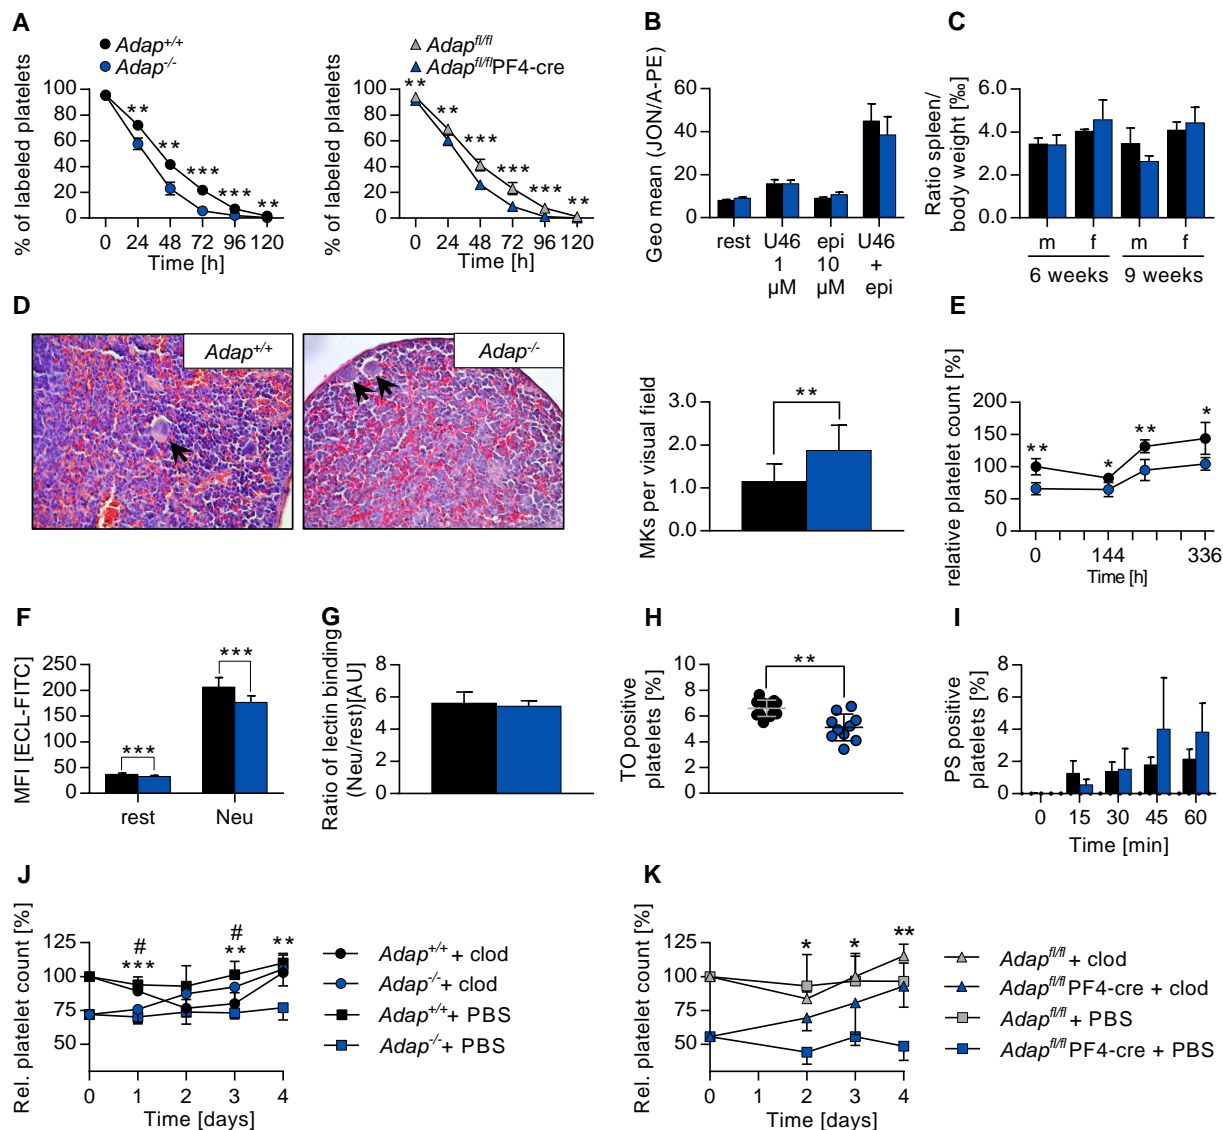 A
Adap+/+
Adap-/-
% of labeled platelets
100
80
60
40
20
0
** ** *** *** **
0 24 48 72 96 120
Time [h]
Adapfl/fl
Adapfl/flPF4-cre
% of labeled platelets
100
80
60
40
20
0
** ** *** *** *** **
0 24 48 72 96 120
Time [h]
B
Geo mean (JON/A-PE)
60
40
20
0
rest U46 epi U46
1 10 +
µM µM epi
C
Ratio spleen/
body weight [‰]
6.0
4.0
2.0
0.0
m f m f
6 weeks 9 weeks
D
Adap+/+
Adap-/-
MKs per visual field
3.0
2.0
1.0
0.0
**
E
relative platelet count [%]
200
150
100
50
0
** * ** *
0 144 336
Time [h]
F
MFI [ECL-FITC]
250
200
150
100
50
0
*** ***
rest Neu
G
Ratio of lectin binding
(Neu/rest)[AU]
8
6
4
2
0
H
TO positive
platelets [%]
10
8
6
4
2
0
**
I
PS positive
platelets [%]
8
6
4
2
0
0 15 30 45 60
Time [min]
J
Rel. platelet count [%]
125
100
75
50
# #
*** ** **
0 1 2 3 4
Time [days]
Adap+/+ + clod
Adap-/- + clod
Adap+/+ + PBS
Adap-/- + PBS
K
Rel. platelet count [%]
125
100
75
50
* * **
0 1 2 3 4
Time [days]
Adapfl/fl
+ clod
Adapfl/fl PF4-cre + clod
Adapfl/fl + PBS
Adapfl/fl PF4-cre + PBS